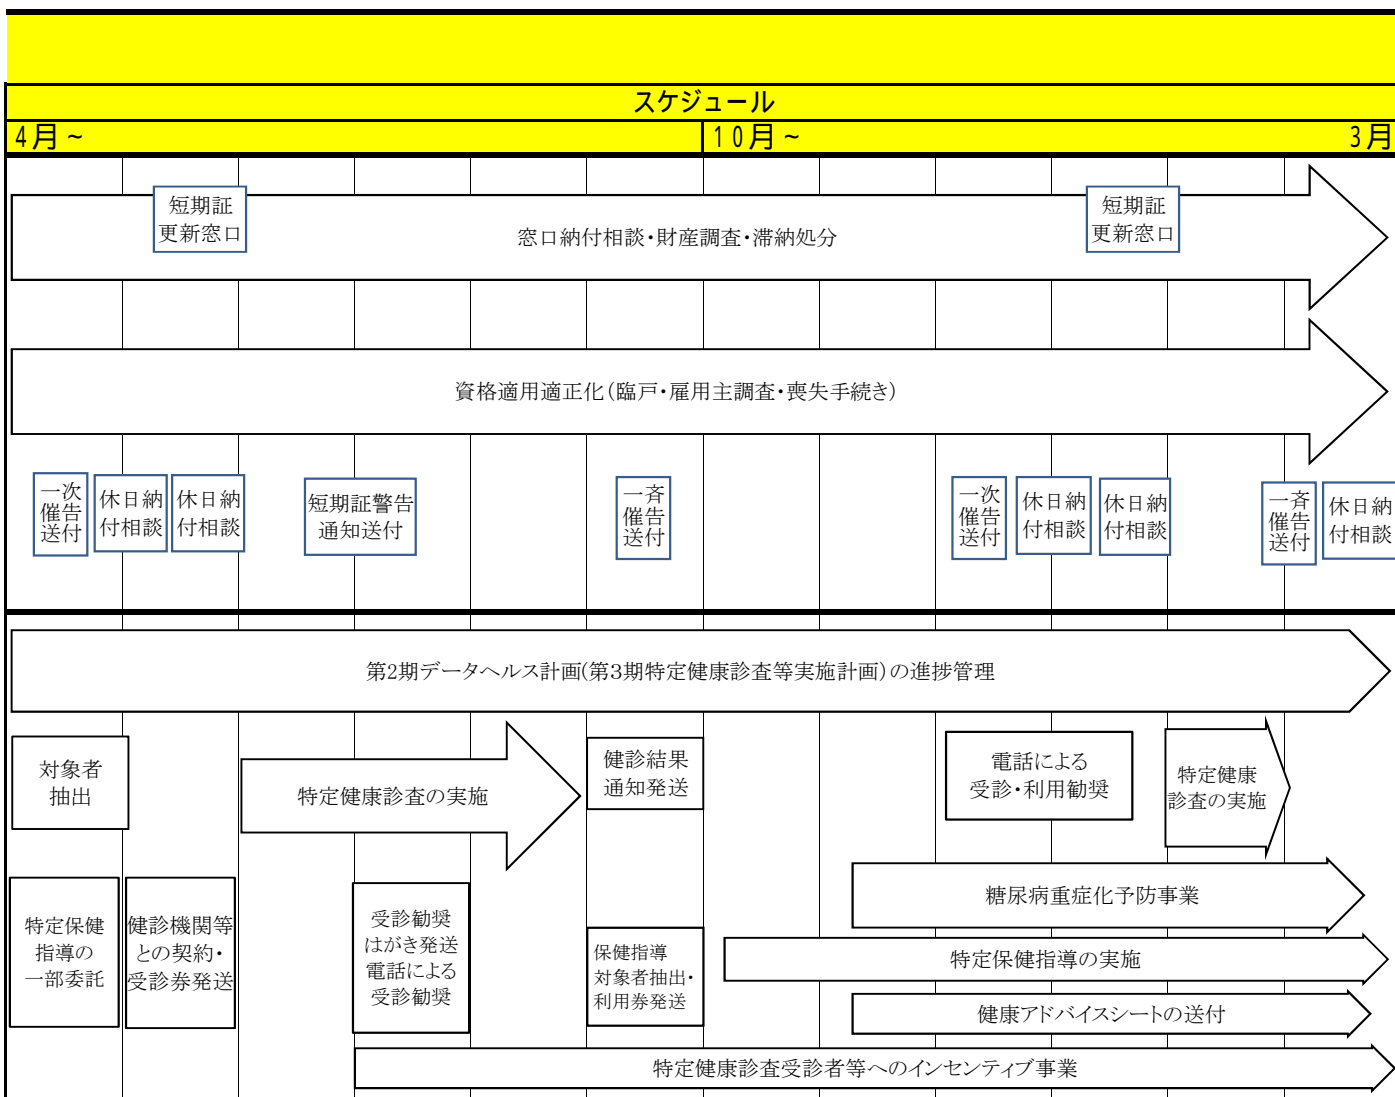 スケジュール
4月~
10月~
3月
短期証
更新窓口
窓口納付相談・財産調査・滞納処分
短期証
更新窓口
資格適用適正化(臨戸・雇用主調査・喪失手続き)
一次
催告
送付
休日納
付相談
休日納
付相談
短期証警告
通知送付
一斉
催告
送付
一次
催告
送付
休日納
付相談
休日納
付相談
一斉
催告
送付
休日納
付相談
第2期データヘルス計画(第3期特定健康診査等実施計画)の進捗管理
対象者
抽出
特定健康診査の実施
健診結果
通知発送
電話による
受診・利用勧奨
特定健康
診査の実施
糖尿病重症化予防事業
特定保健
指導の
一部委託
健診機関等
との契約・
受診券発送
受診勧奨
はがき発送
電話による
受診勧奨
保健指導
対象者抽出・
利用券発送
特定保健指導の実施
健康アドバイスシートの送付
特定健康診査受診者等へのインセンティブ事業